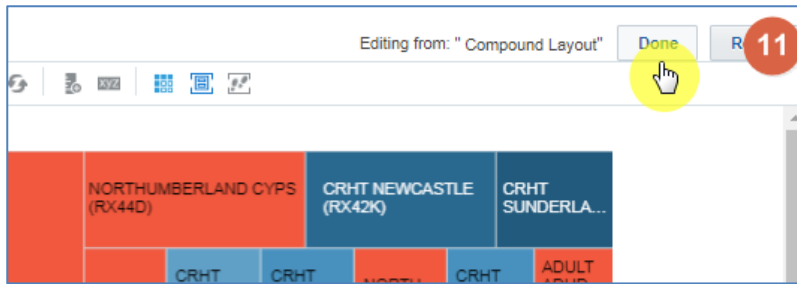 Editing from: " Compound Layout" Done 11
XYZ
NORTHUMBERLAND CYPS CRHT NEWCASTLE CRHT
(RX44D) (RX42K) SUNDERLA...
CRHT CRHT CRHT ADULT